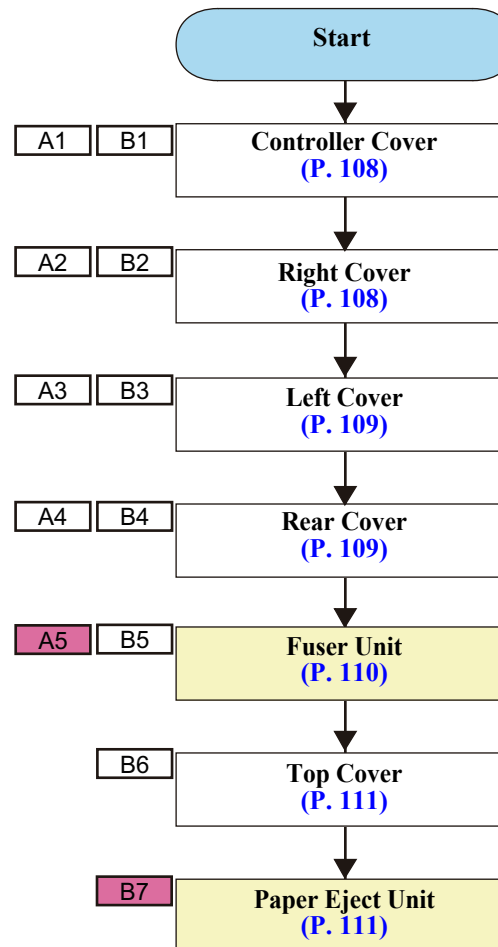 Start
A1 B1 Controller Cover
(P. 108)
A2 B2 Right Cover
(P. 108)
A3 B3 Left Cover
(P. 109)
A4 B4 Rear Cover
(P. 109)
A5 B5 Fuser Unit
(P. 110)
B6 Top Cover
(P. 111)
B7 Paper Eject Unit
(P. 111)